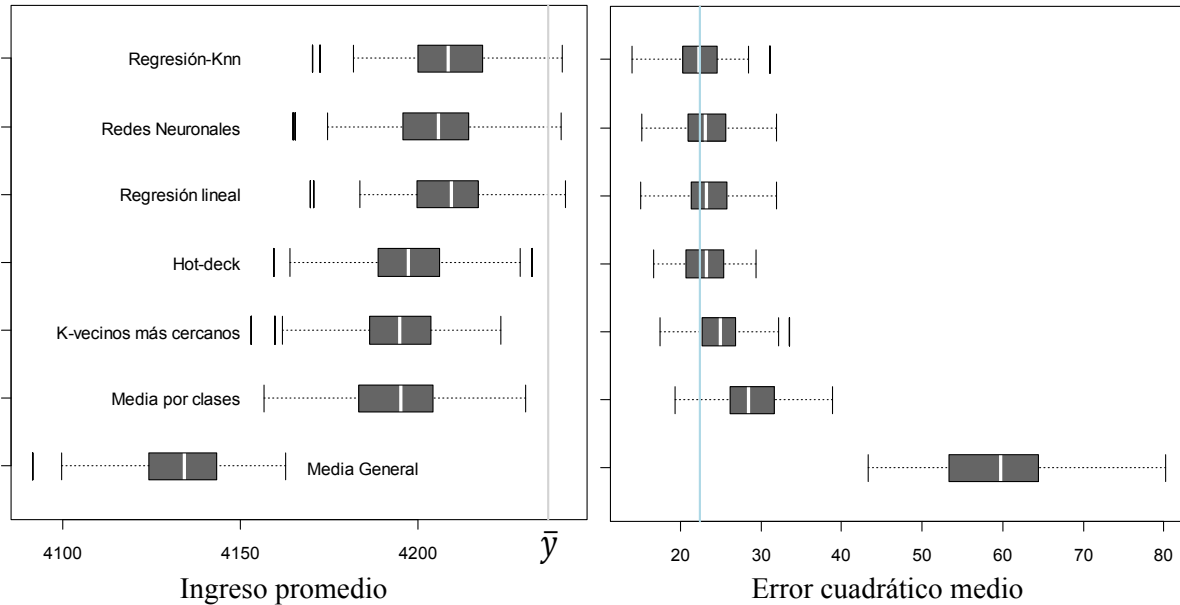 Regresión-Knn
Redes Neuronales
Regresión lineal
Hot-deck
K-vecinos más cercanos
Media por clases
Media General
4100 4150 4200 ȳ
Ingreso promedio
20 30 40 50 60 70 80
Error cuadrático medio